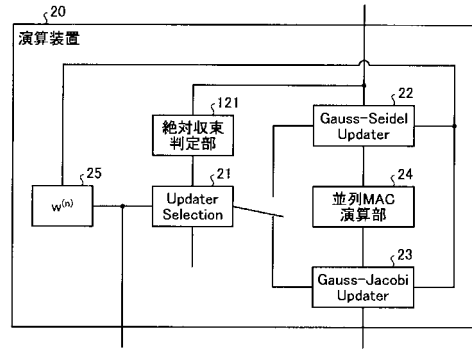 20
演算装置
121
絶対収束
判定部
22
Gauss-Seidel
Updater
25
w(n)
21
Updater
Selection
24
並列MAC
演算部
23
Gauss-Jacobi
Updater